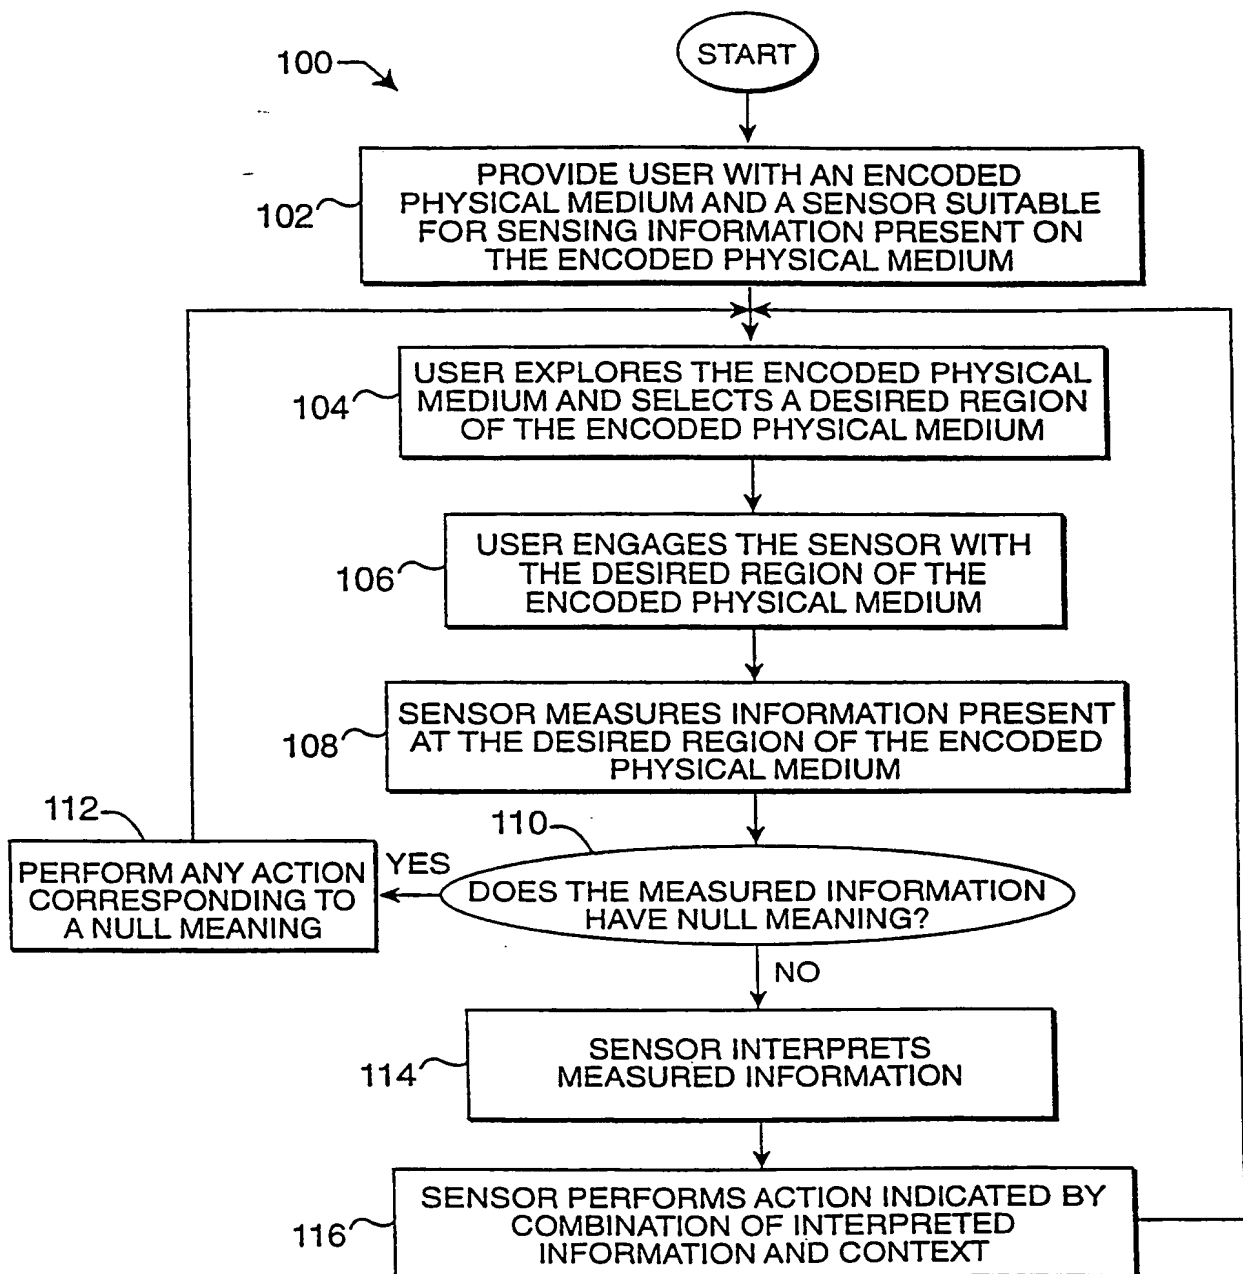 START
100
PROVIDE USER WITH AN ENCODED
PHYSICAL MEDIUM AND A SENSOR SUITABLE
FOR SENSING INFORMATION PRESENT ON
THE ENCODED PHYSICAL MEDIUM
102
USER EXPLORES THE ENCODED PHYSICAL
MEDIUM AND SELECTS A DESIRED REGION
OF THE ENCODED PHYSICAL MEDIUM
104
USER ENGAGES THE SENSOR WITH
THE DESIRED REGION OF THE
ENCODED PHYSICAL MEDIUM
106
SENSOR MEASURES INFORMATION PRESENT
AT THE DESIRED REGION OF THE ENCODED
PHYSICAL MEDIUM
108
110
DOES THE MEASURED INFORMATION
HAVE NULL MEANING?
YES
112
PERFORM ANY ACTION
CORRESPONDING TO
A NULL MEANING
NO
SENSOR INTERPRETS
MEASURED INFORMATION
114
SENSOR PERFORMS ACTION INDICATED BY
COMBINATION OF INTERPRETED
INFORMATION AND CONTEXT
116